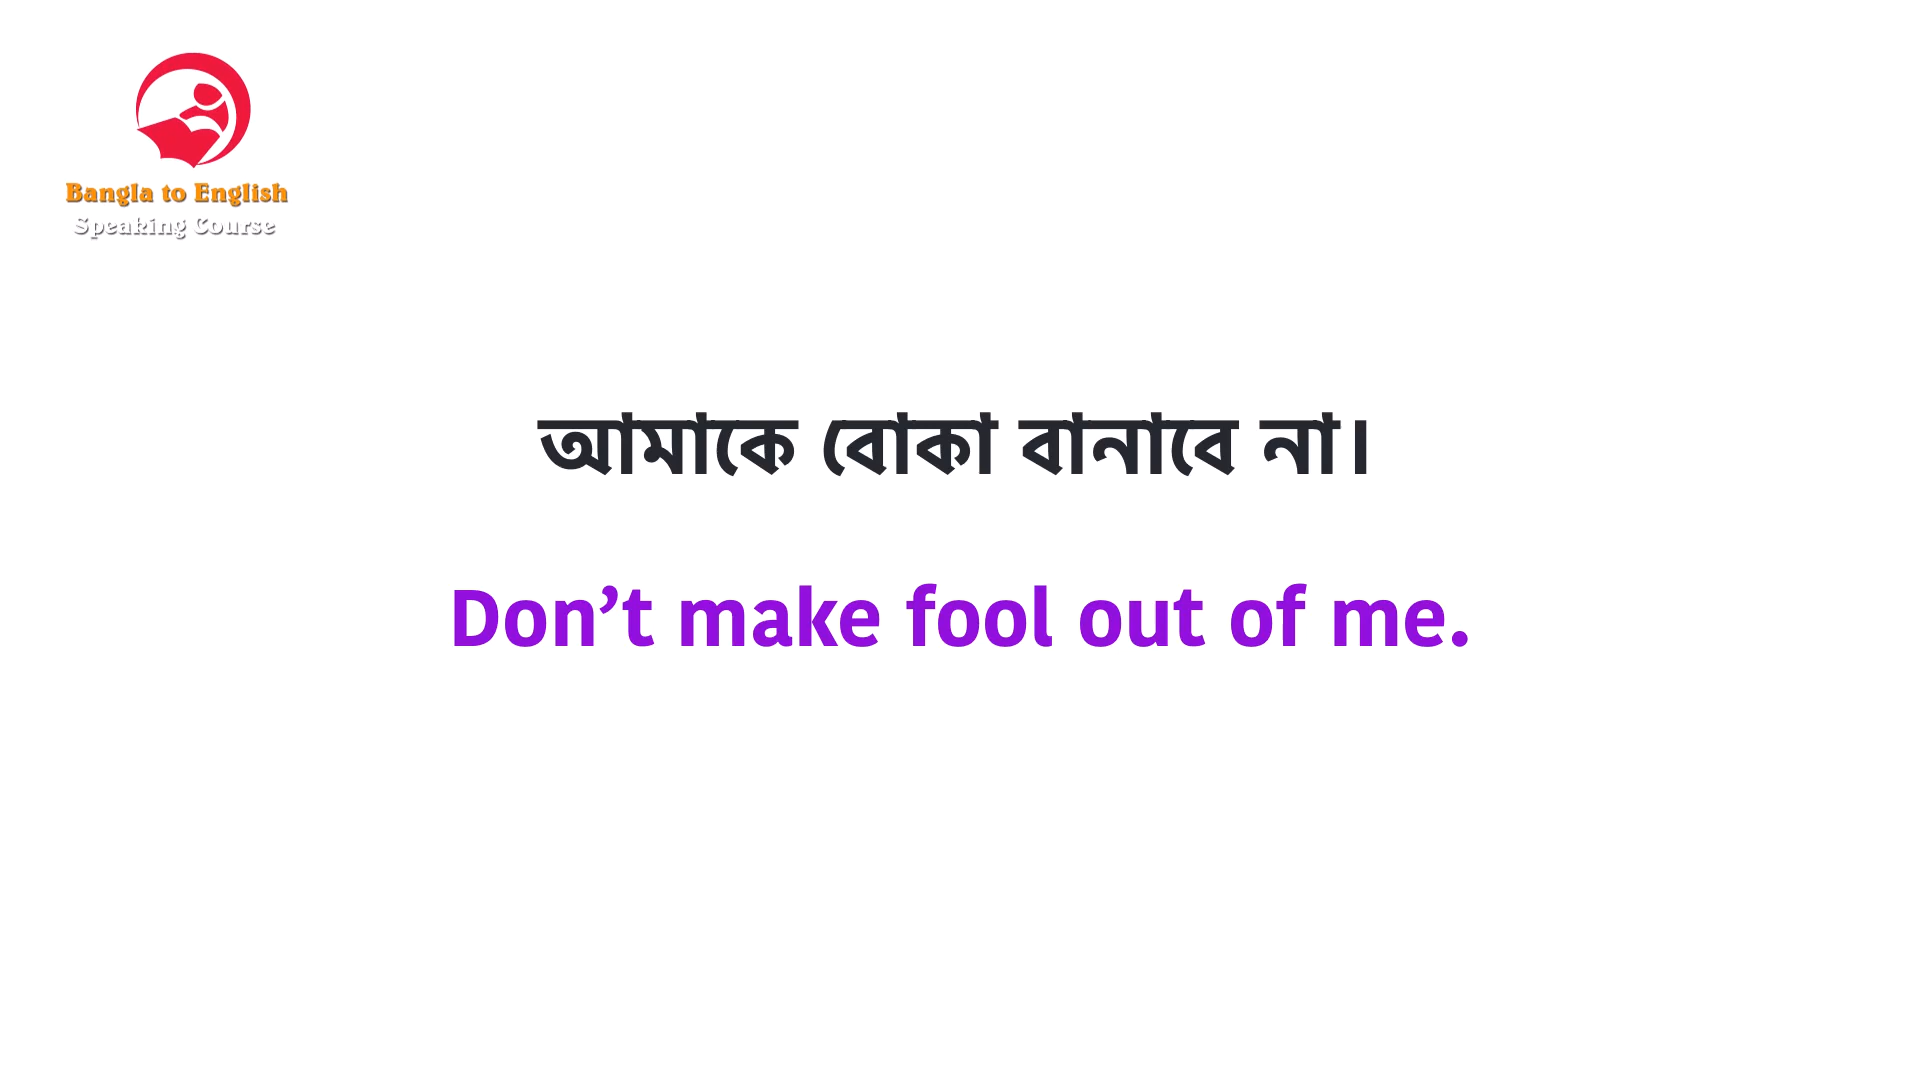 Bangla to English
Speaking Course
আমাকে বোকা বানাবে না।
Don’t make fool out of me.